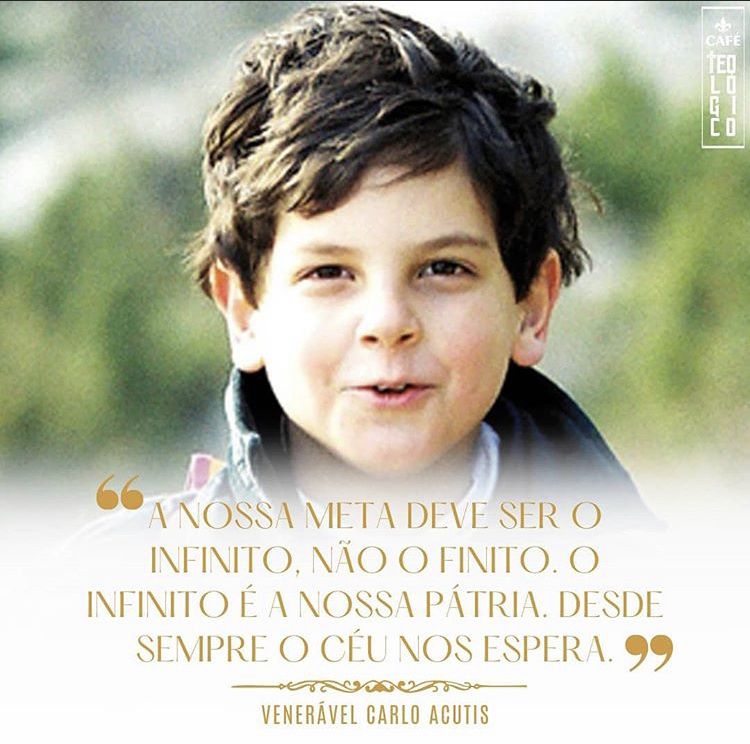 CAFÉ
TEOLÓGICO
“A NOSSA META DEVE SER O
INFINITO, NÃO O FINITO. O
INFINITO É A NOSSA PÁTRIA. DESDE
SEMPRE O CÉU NOS ESPERA.”
VENERÁVEL CARLO ACUTIS